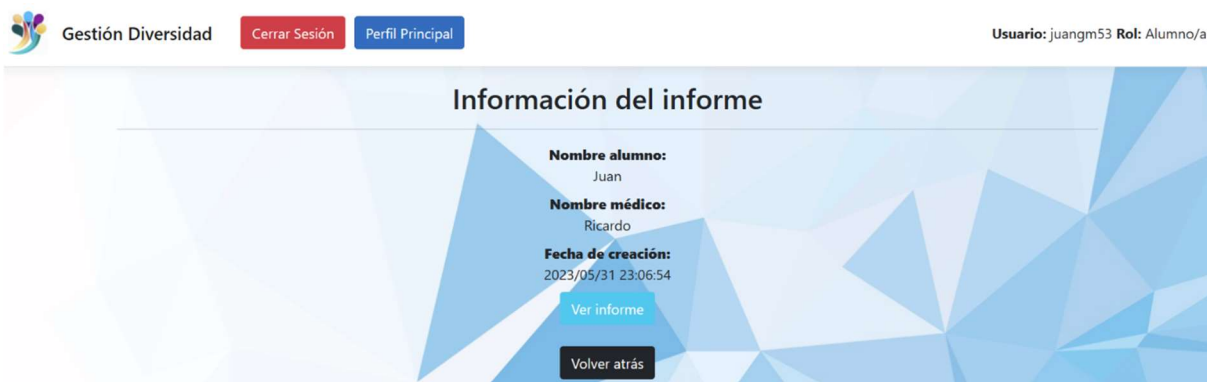 Gestión Diversidad
Cerrar Sesión
Perfil Principal
Usuario: juangm53 Rol: Alumno/a
Información del informe
Nombre alumno:
Juan
Nombre médico:
Ricardo
Fecha de creación:
2023/05/31 23:06:54
Ver informe
Volver atrás